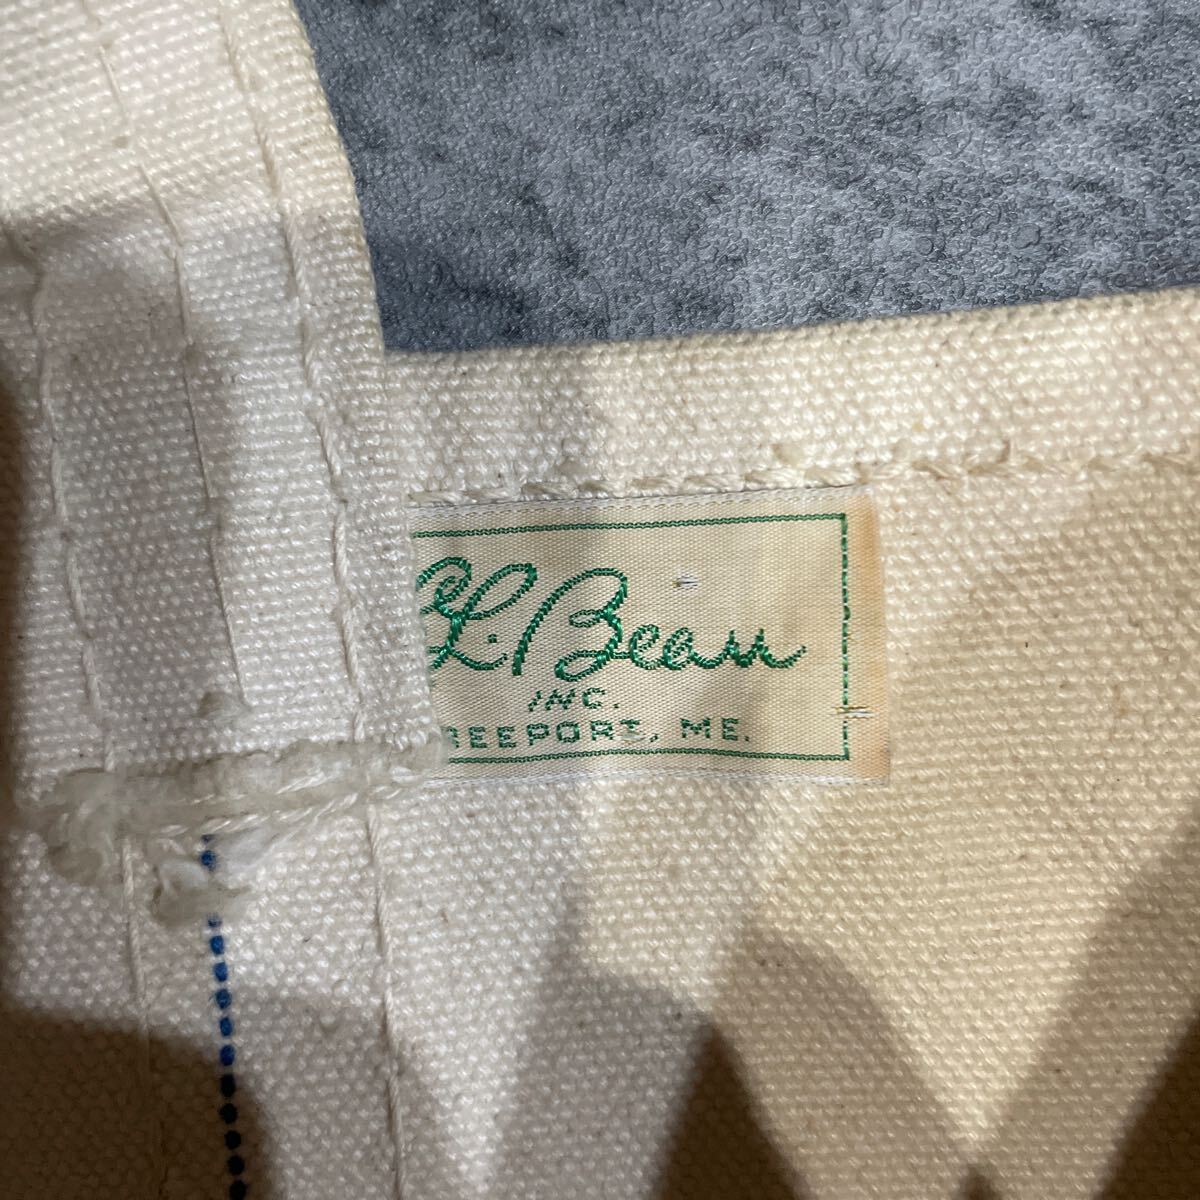 L.L.Bean
INC.
REEPORT, ME.